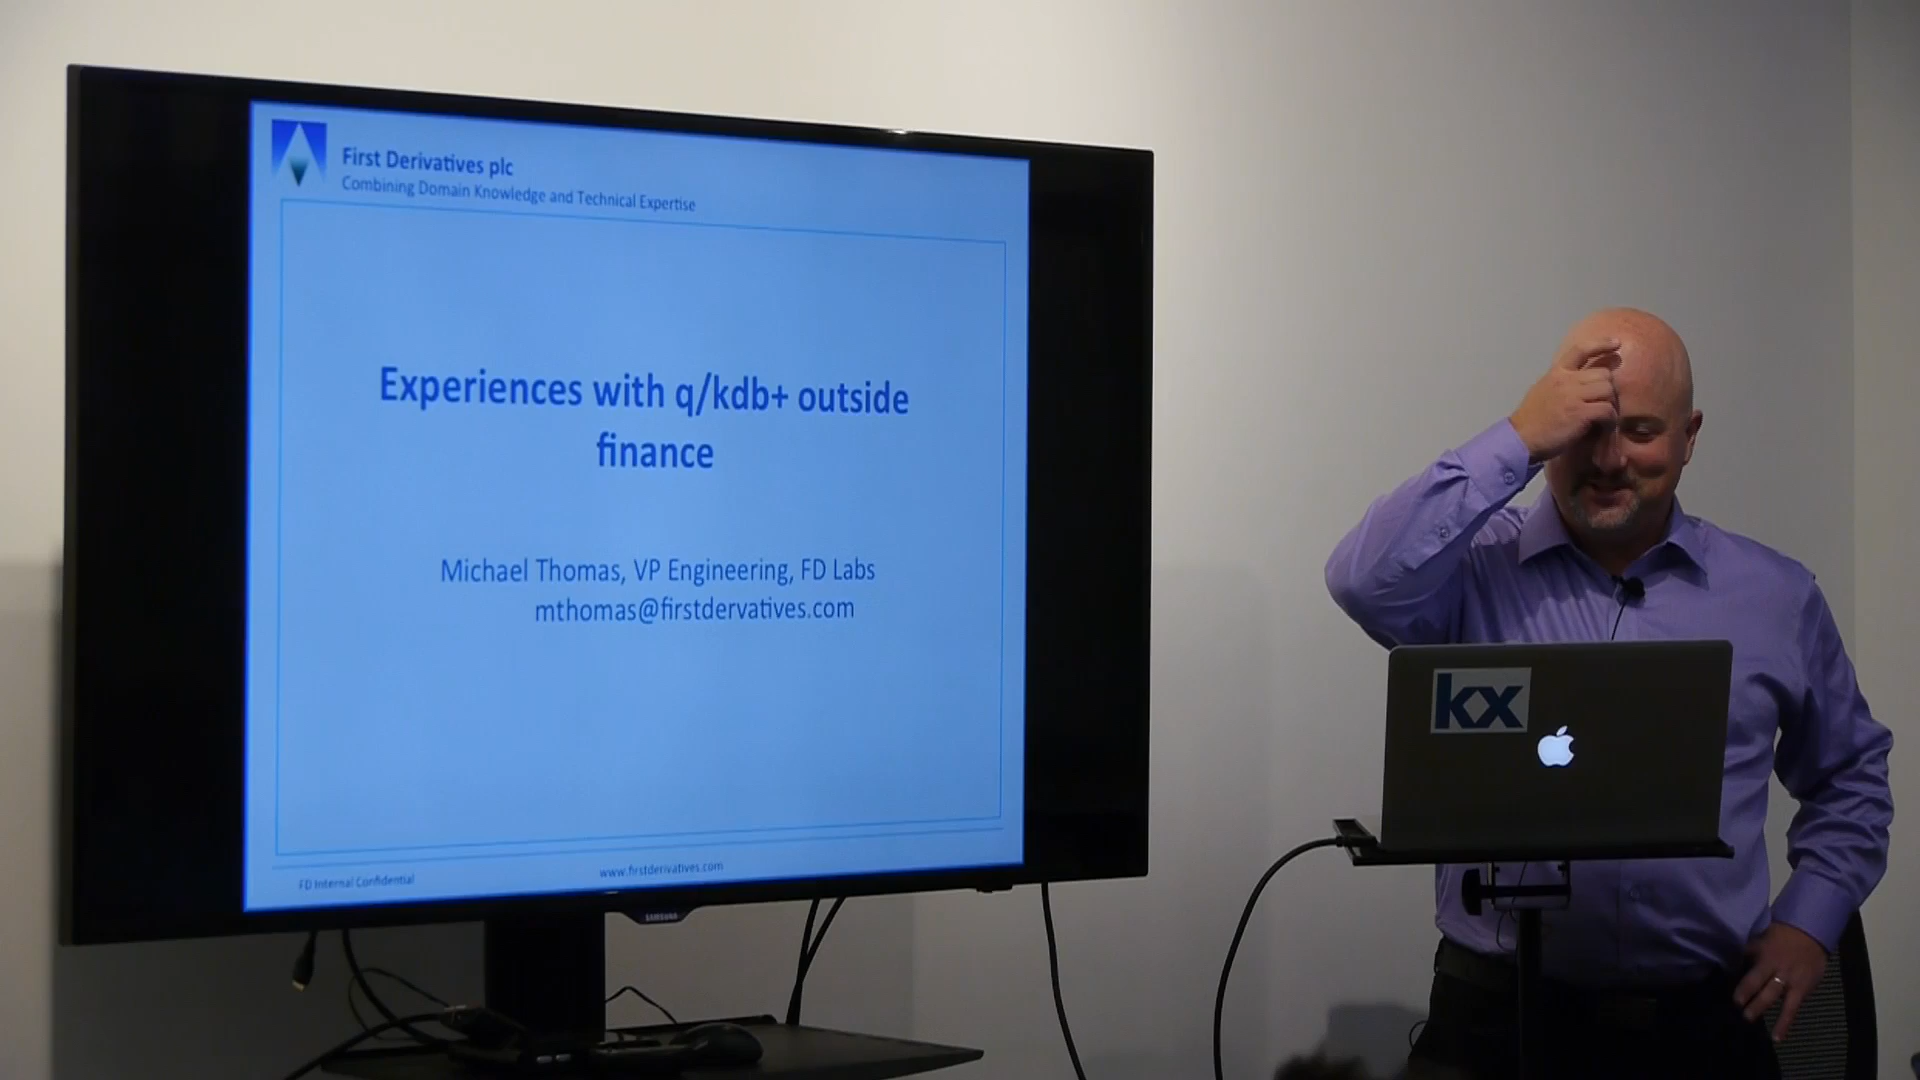 First Derivatives plc
Combining Domain Knowledge and Technical Expertise
Experiences with q/kdb+ outside
finance
Michael Thomas, VP Engineering, FD Labs
mthomas@firstdervatives.com
FD Internal Confidential
www.firstderivatives.com
SAMSUNG
kx